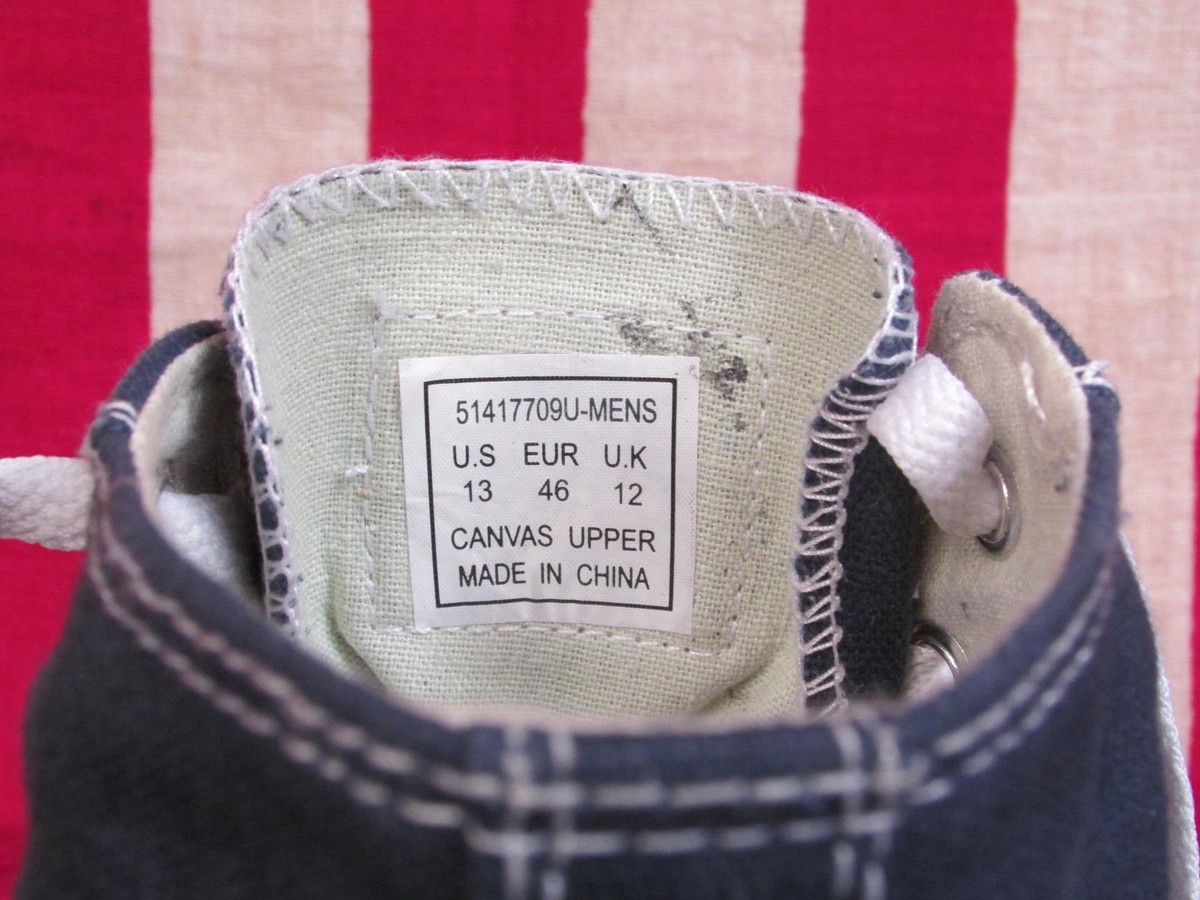 51417709U-MENS
U.S EUR U.K
13 46 12
CANVAS UPPER
MADE IN CHINA